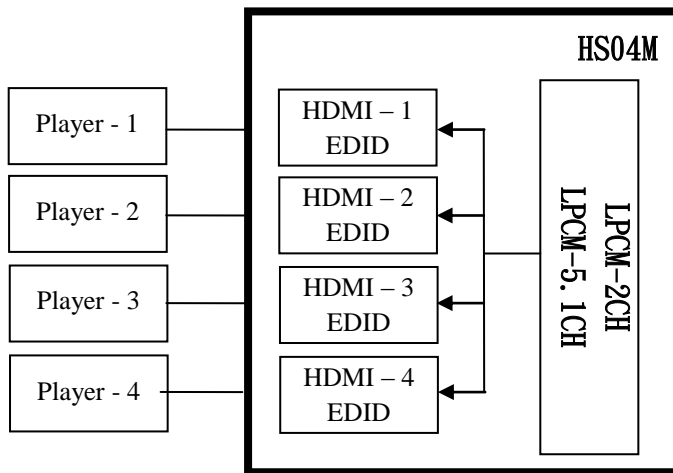 HS04M
Player - 1
HDMI – 1
EDID
Player - 2
HDMI – 2
EDID
Player - 3
HDMI – 3
EDID
Player - 4
HDMI – 4
EDID
LPCM-2CH
LPCM-5.1CH